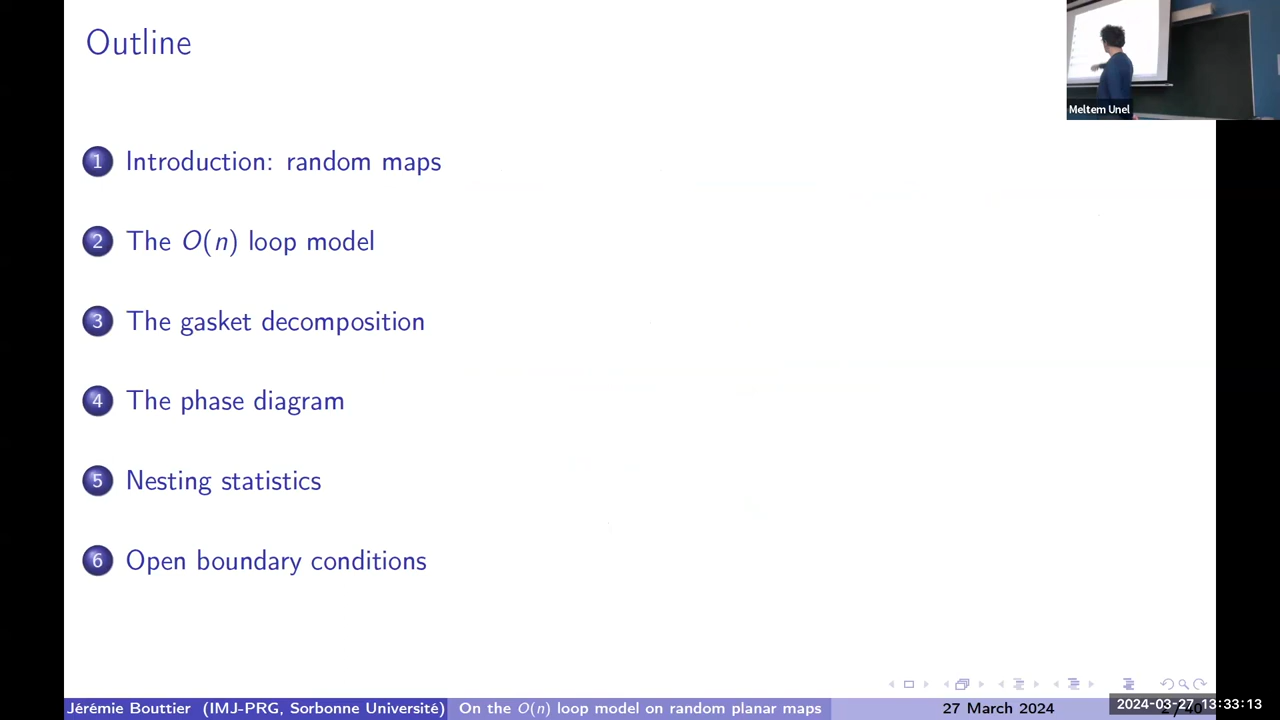 Outline
Meltem Unel
1 Introduction: random maps
2 The O(n) loop model
3 The gasket decomposition
4 The phase diagram
5 Nesting statistics
6 Open boundary conditions
Jérémie Bouttier (IMJ-PRG, Sorbonne Université) On the O(n) loop model on random planar maps 27 March 2024
2024-03-27 13:33:13